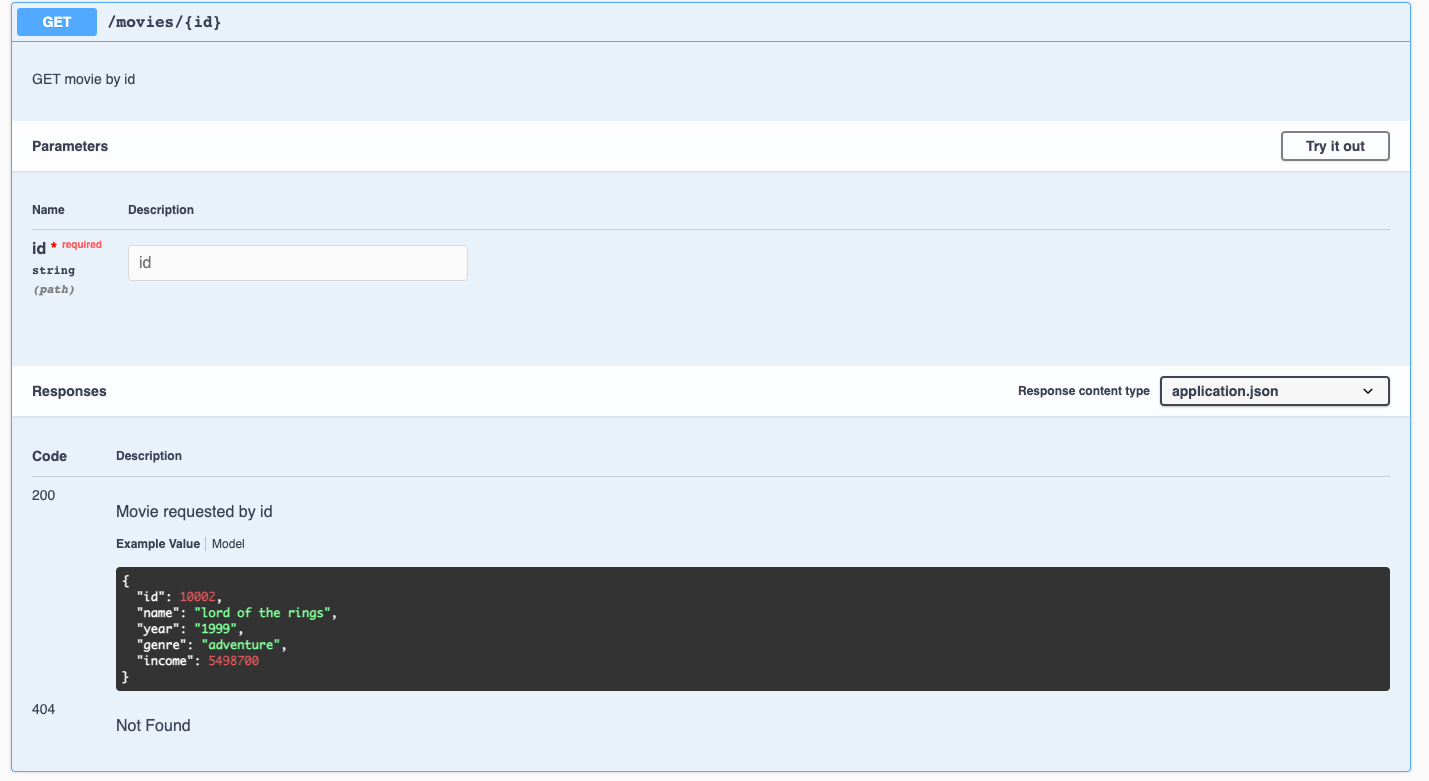 GET /movies/{id}
GET movie by id
Parameters Try it out
Name Description
id * required
string
(path)
id
Responses Response content type application.json
Code Description
200
Movie requested by id
Example Value Model
{
  "id": 10002,
  "name": "lord of the rings",
  "year": "1999",
  "genre": "adventure",
  "income": 5498700
}
404
Not Found